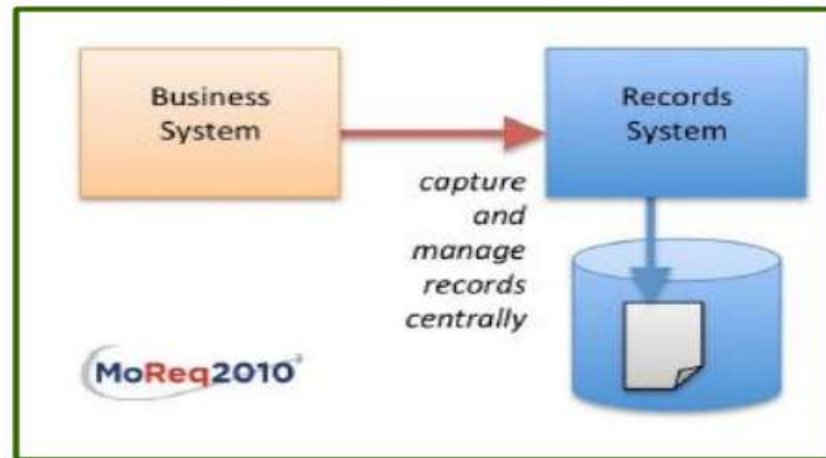 Business
System
Records
System
capture
and
manage
records
centrally
MoReq2010